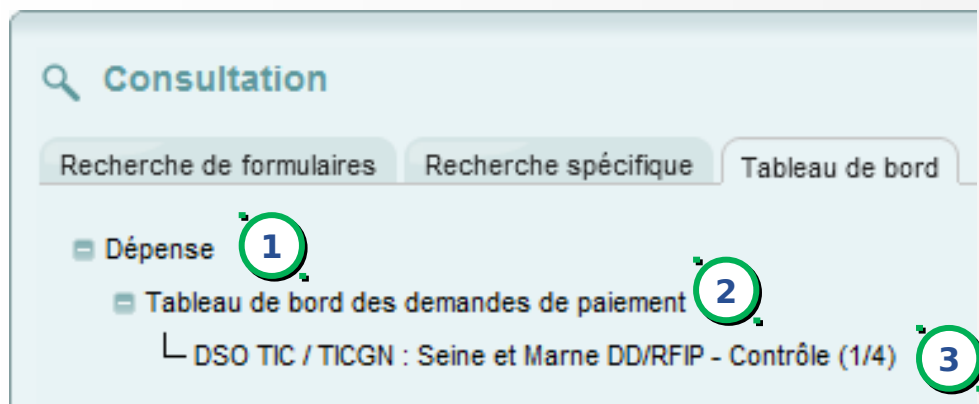 Consultation
Recherche de formulaires Recherche spécifique Tableau de bord
Dépense 1
Tableau de bord des demandes de paiement 2
DSO TIC / TICGN : Seine et Marne DD/RFIP - Contrôle (1/4) 3